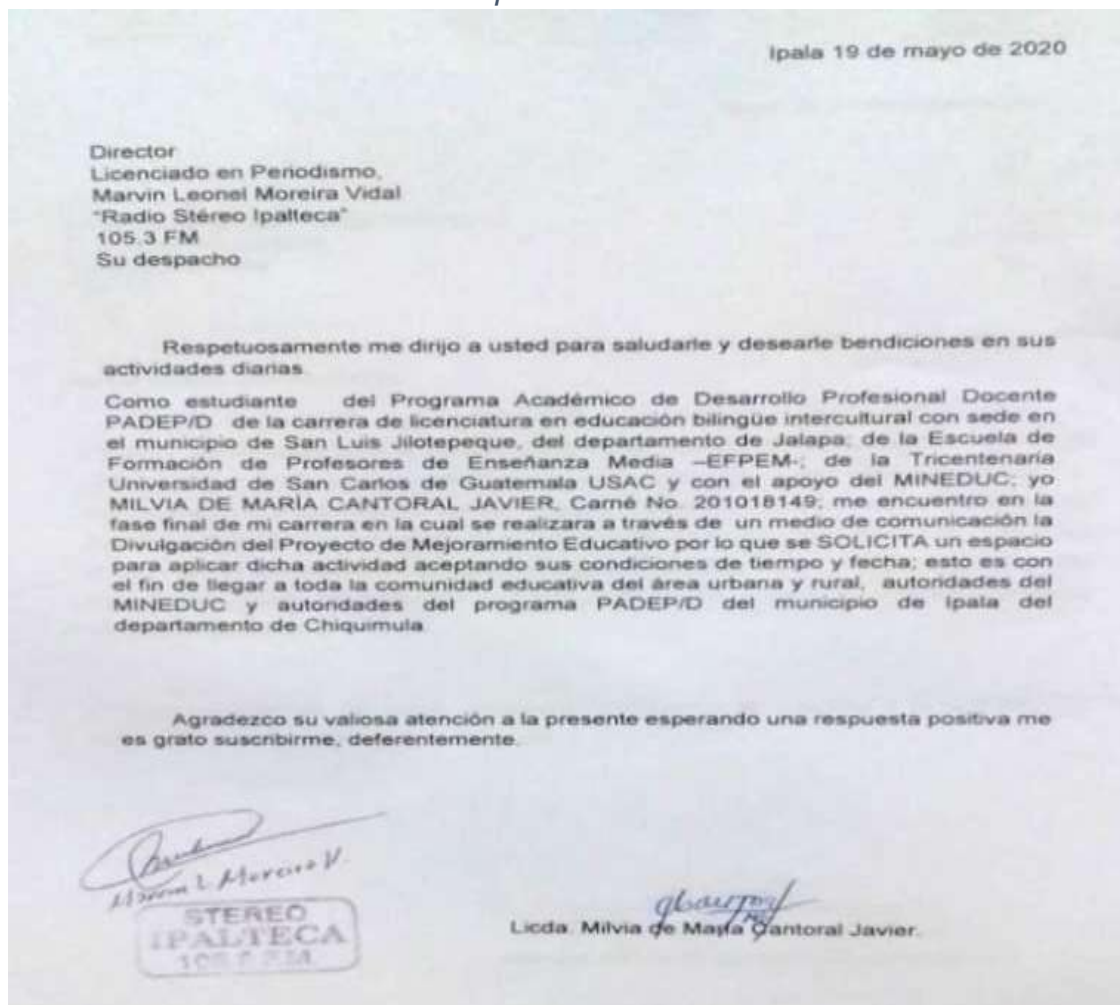 Ipala 19 de mayo de 2020
Director
Licenciado en Periodismo,
Marvin Leonel Moreira Vidal
"Radio Stéreo Ipalteca"
105.3 FM
Su despacho
Respetuosamente me dirijo a usted para saludarle y desearle bendiciones en sus
actividades diarias.
Como estudiante del Programa Académico de Desarrollo Profesional Docente
PADEP/D de la carrera de licenciatura en educación bilingüe intercultural con sede en
el municipio de San Luis Jilotepeque, del departamento de Jalapa; de la Escuela de
Formación de Profesores de Enseñanza Media –EFPEM-; de la Tricentenaria
Universidad de San Carlos de Guatemala USAC y con el apoyo del MINEDUC; yo
MILVIA DE MARÍA CANTORAL JAVIER, Carné No. 201018149; me encuentro en la
fase final de mi carrera en la cual se realizara a través de un medio de comunicación la
Divulgación del Proyecto de Mejoramiento Educativo por lo que se SOLICITA un espacio
para aplicar dicha actividad aceptando sus condiciones de tiempo y fecha; esto es con
el fin de llegar a toda la comunidad educativa del área urbana y rural, autoridades del
MINEDUC y autoridades del programa PADEP/D del municipio de Ipala del
departamento de Chiquimula.
Agradezco su valiosa atención a la presente esperando una respuesta positiva me
es grato suscribirme, deferentemente.
Marvin L. Moreira V.
STEREO
IPALTECA
Licda. Milvia de María Cantoral Javier.